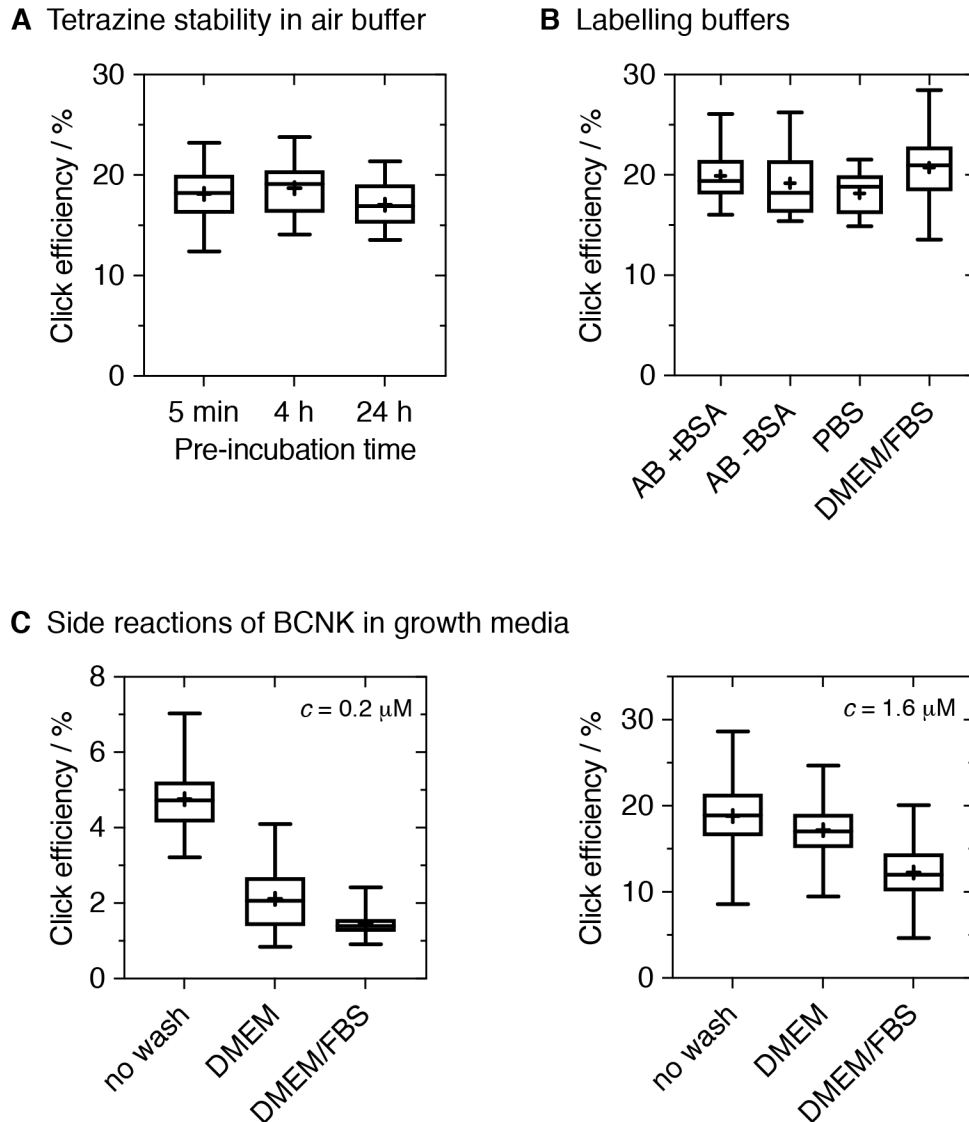 A Tetrazine stability in air buffer
Click efficiency / %
30
20
10
0
5 min 4 h 24 h
Pre-incubation time
B Labelling buffers
Click efficiency / %
30
20
10
0
AB +BSA
AB -BSA
PBS
DMEM/FBS
C Side reactions of BCNK in growth media
Click efficiency / %
8
6
4
2
0
c = 0.2 µM
no wash
DMEM
DMEM/FBS
Click efficiency / %
30
20
10
0
c = 1.6 µM
no wash
DMEM
DMEM/FBS